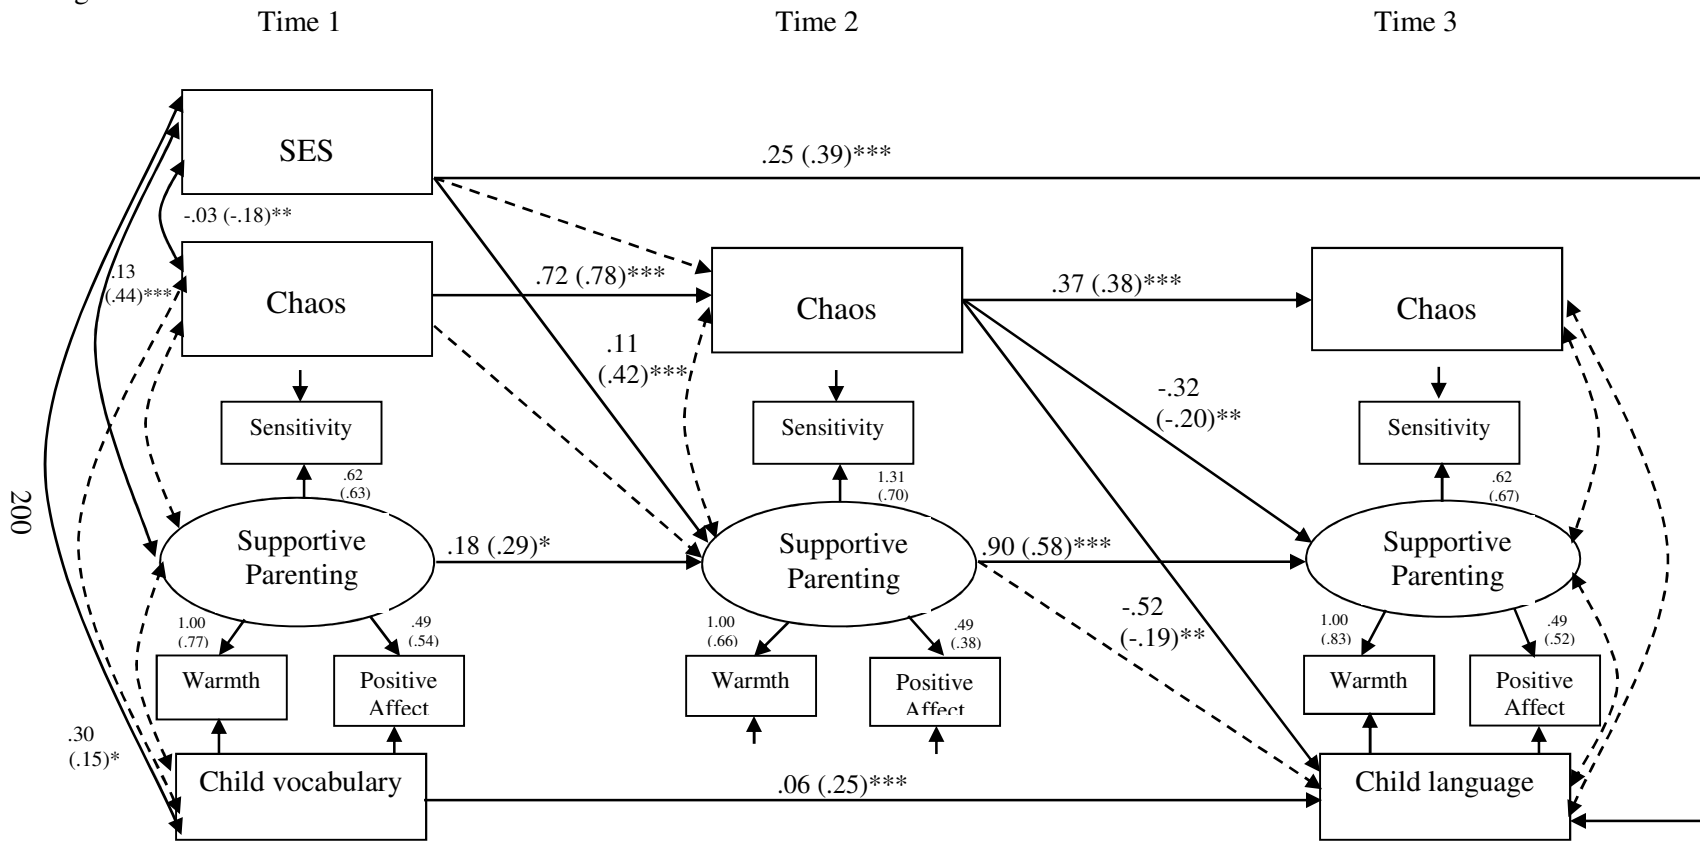 Time 1
Time 2
Time 3
SES
.25 (.39)***
-.03 (-.18)**
.13
(.44)***
Chaos
.72 (.78)***
Chaos
.37 (.38)***
Chaos
.11
(.42)***
-.32
(-.20)**
Sensitivity
Sensitivity
Sensitivity
.62
(.63)
1.31
(.70)
.62
(.67)
200
Supportive
Parenting
.18 (.29)*
Supportive
Parenting
.90 (.58)***
Supportive
Parenting
-.52
(-.19)**
1.00
(.77)
.49
(.54)
1.00
(.66)
.49
(.38)
1.00
(.83)
.49
(.52)
Warmth
Positive
Affect
Warmth
Positive
Affect
Warmth
Positive
Affect
.30
(.15)*
Child vocabulary
.06 (.25)***
Child language